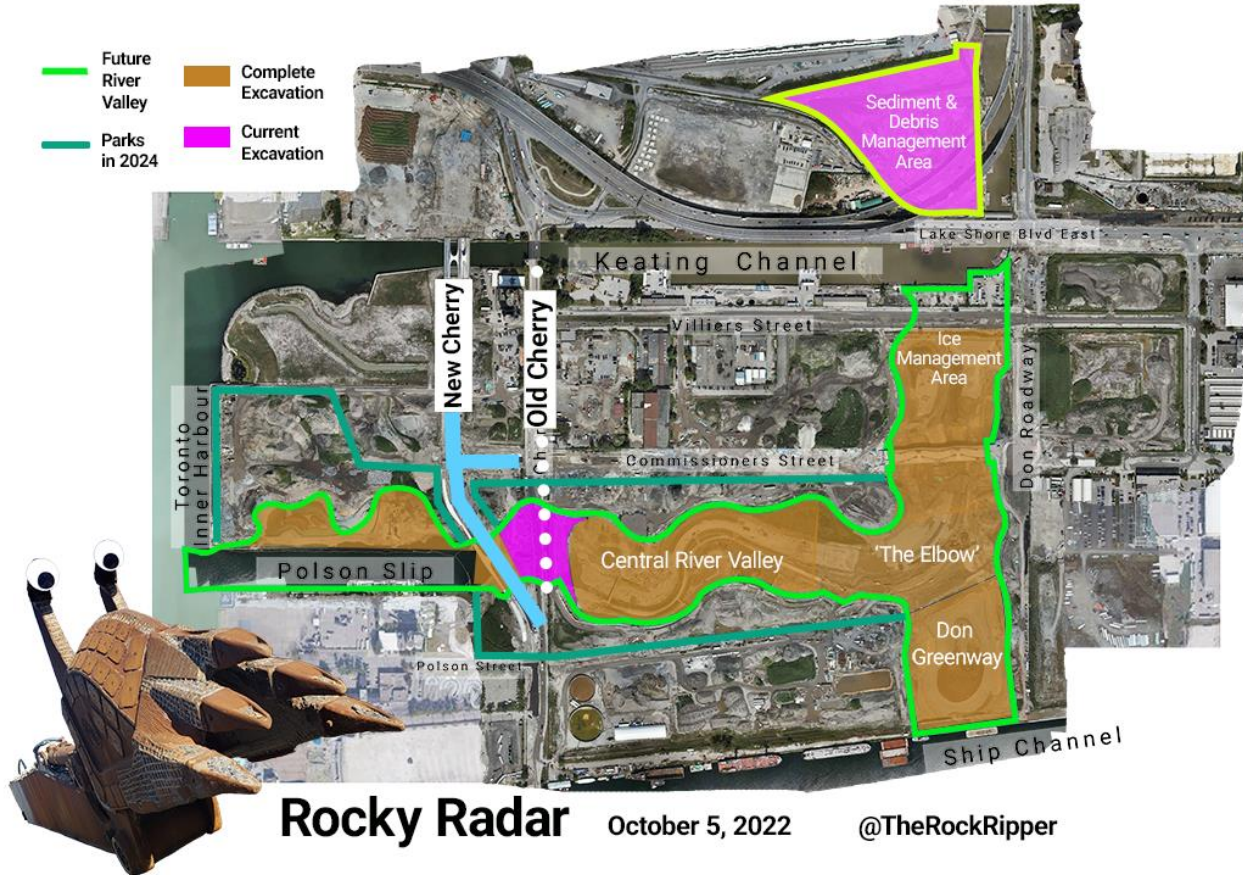 Future
River
Valley
Complete
Excavation
Parks
in 2024
Current
Excavation
Sediment &
Debris
Management
Area
Lake Shore Blvd East
Keating Channel
New Cherry
Old Cherry
Villiers Street
Ice
Management
Area
Don Roadway
Toronto
Inner Harbour
Commissioners Street
Polson Slip
Central River Valley
'The Elbow'
Don
Greenway
Polson Street
Ship Channel
Rocky Radar
October 5, 2022
@TheRockRipper